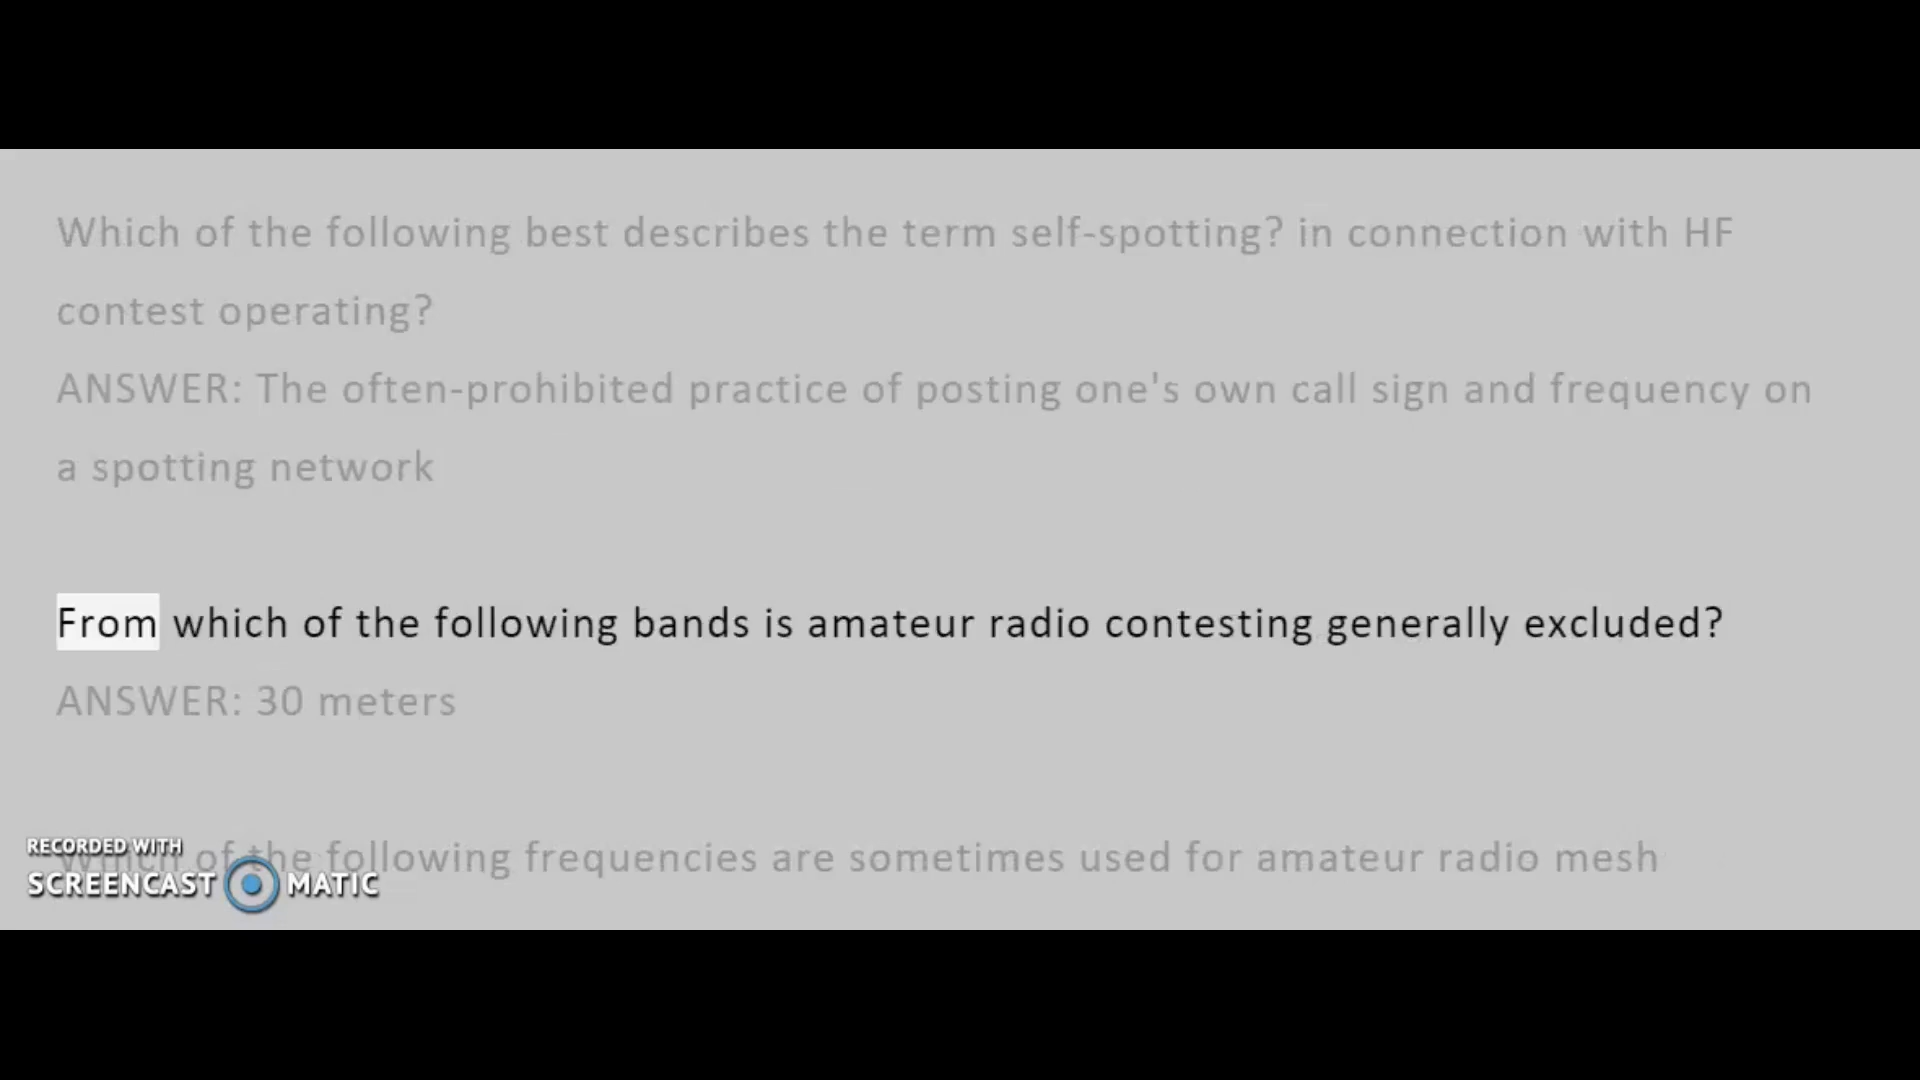 Which of the following best describes the term self-spotting? in connection with HF
contest operating?
ANSWER: The often-prohibited practice of posting one's own call sign and frequency on
a spotting network
From which of the following bands is amateur radio contesting generally excluded?
ANSWER: 30 meters
Which of the following frequencies are sometimes used for amateur radio mesh
RECORDED WITH
SCREENCAST MATIC